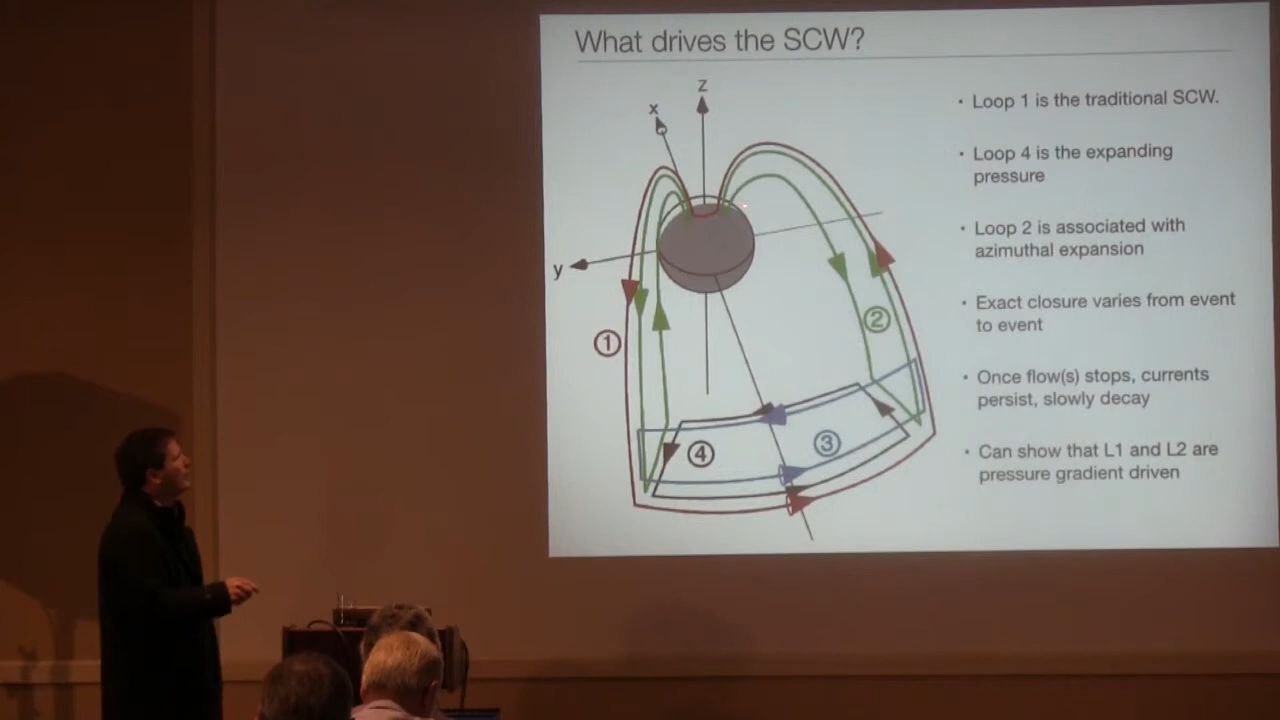 What drives the SCW?
z
x
y
1
2
3
4
• Loop 1 is the traditional SCW.
• Loop 4 is the expanding
pressure
• Loop 2 is associated with
azimuthal expansion
• Exact closure varies from event
to event
• Once flow(s) stops, currents
persist, slowly decay
• Can show that L1 and L2 are
pressure gradient driven